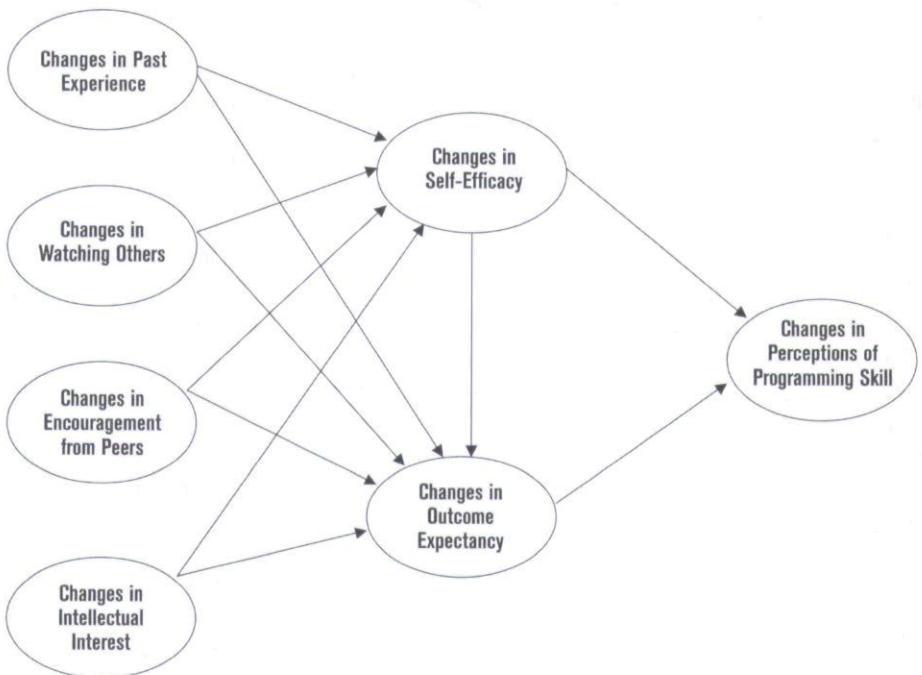 Changes in Past
Experience
Changes in
Self-Efficacy
Changes in
Watching Others
Changes in
Perceptions of
Programming Skill
Changes in
Encouragement
from Peers
Changes in
Outcome
Expectancy
Changes in
Intellectual
Interest